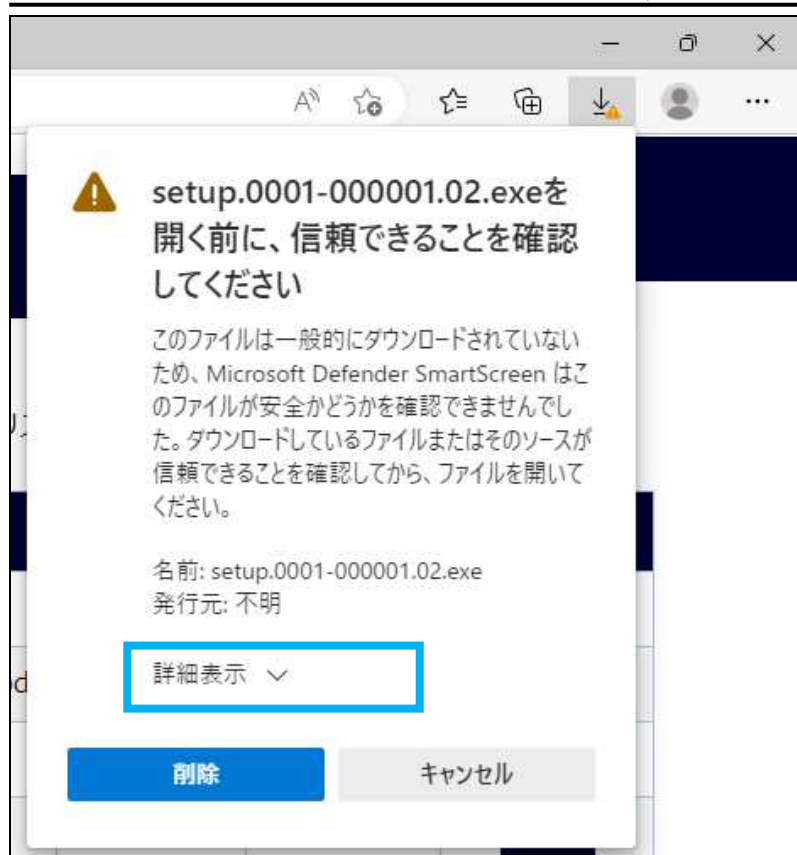 setup.0001-000001.02.exeを
開く前に、信頼できることを確認
してください
このファイルは一般的にダウンロードされていない
ため、Microsoft Defender SmartScreen はこ
のファイルが安全かどうかを確認できませんでし
た。ダウンロードしているファイルまたはそのソースが
信頼できることを確認してから、ファイルを開いて
ください。
名前: setup.0001-000001.02.exe
発行元: 不明
詳細表示
削除 キャンセル